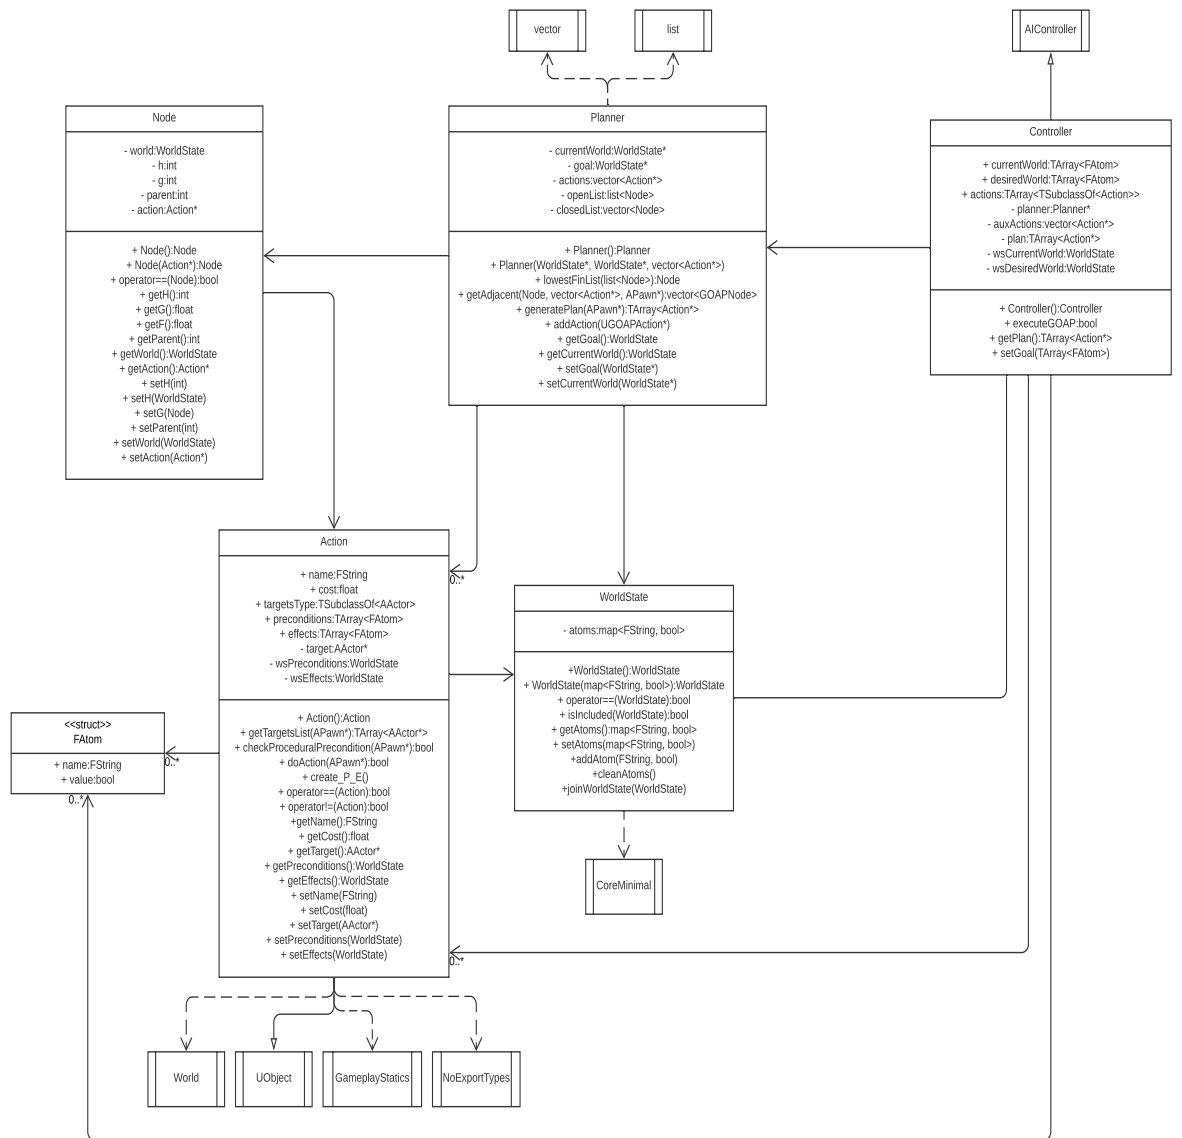 vector
list
AIController
Node
- world:WorldState
- h:int
- g:int
- parent:int
- action:Action*
+ Node():Node
+ Node(Action*):Node
+ operator==(Node):bool
+ getH():int
+ getG():float
+ getF():float
+ getParent():int
+ getWorld():WorldState
+ getAction():Action*
+ setH(int)
+ setH(WorldState)
+ setG(Node)
+ setParent(int)
+ setWorld(WorldState)
+ setAction(Action*)
Planner
- currentWorld:WorldState*
- goal:WorldState*
- actions:vector<Action*>
- openList:list<Node>
- closedList:vector<Node>
+ Planner():Planner
+ Planner(WorldState*, WorldState*, vector<Action*>)
+ lowestFinList(list<Node>):Node
+ getAdjacent(Node, vector<Action*>, APawn*):vector<GOAPNode>
+ generatePlan(APawn*):TArray<Action*>
+ addAction(UGOAPAction*)
+ getGoal():WorldState
+ getCurrentWorld():WorldState
+ setGoal(WorldState*)
+ setCurrentWorld(WorldState*)
Controller
+ currentWorld:TArray<FAtom>
+ desiredWorld:TArray<FAtom>
+ actions:TArray<TSubclassOf<Action>>
- planner:Planner*
- auxActions:vector<Action*>
- plan:TArray<Action*>
- wsCurrentWorld:WorldState
- wsDesiredWorld:WorldState
+ Controller():Controller
+ executeGOAP:bool
+ getPlan():TArray<Action*>
+ setGoal(TArray<FAtom>)
Action
+ name:FString
+ cost:float
+ targetsType:TSubclassOf<AActor>
+ preconditions:TArray<FAtom>
+ effects:TArray<FAtom>
- target:AActor*
- wsPreconditions:WorldState
- wsEffects:WorldState
+ Action():Action
+ getTargetsList(APawn*):TArray<AActor*>
+ checkProceduralPrecondition(APawn*):bool
+ doAction(APawn*):bool
+ create_P_E()
+ operator==(Action):bool
+ operator!=(Action):bool
+getName():FString
+ getCost():float
+ getTarget():AActor*
+ getPreconditions():WorldState
+ getEffects():WorldState
+ setName(FString)
+ setCost(float)
+ setTarget(AActor*)
+ setPreconditions(WorldState)
+ setEffects(WorldState)
0..*
WorldState
- atoms:map<FString, bool>
+WorldState():WorldState
+ WorldState(map<FString, bool>):WorldState
+ operator==(WorldState):bool
+ isIncluded(WorldState):bool
+ getAtoms():map<FString, bool>
+ setAtoms(map<FString, bool>)
+addAtom(FString, bool)
+cleanAtoms()
+joinWorldState(WorldState)
<<struct>>
FAtom
+ name:FString
+ value:bool
0..*
0..*
CoreMinimal
0..*
World
UObject
GameplayStatics
NoExportTypes